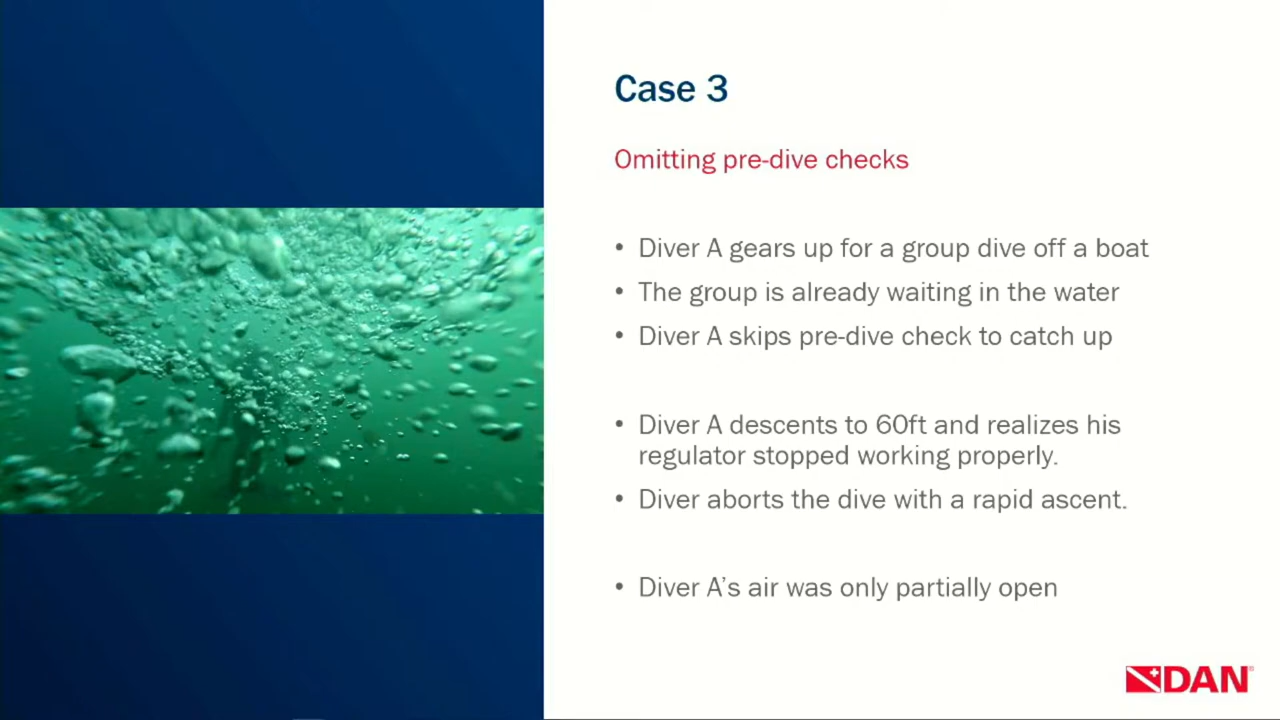 Case 3
Omitting pre-dive checks
• Diver A gears up for a group dive off a boat
• The group is already waiting in the water
• Diver A skips pre-dive check to catch up
• Diver A descents to 60ft and realizes his
regulator stopped working properly.
• Diver aborts the dive with a rapid ascent.
• Diver A’s air was only partially open
DAN